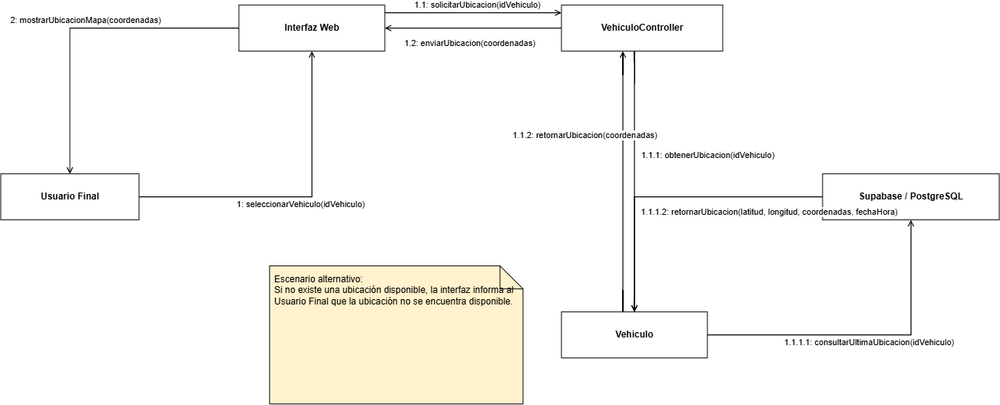 1.1: solicitarUbicacion(idVehiculo)
2: mostrarUbicacionMapa(coordenadas)
Interfaz Web
VehiculoController
1.2: enviarUbicacion(coordenadas)
1.1.2: retornarUbicacion(coordenadas)
1.1.1: obtenerUbicacion(idVehiculo)
Usuario Final
Supabase / PostgreSQL
1: seleccionarVehiculo(idVehiculo)
1.1.1.2: retornarUbicacion(latitud, longitud, coordenadas, fechaHora)
Escenario alternativo:
Si no existe una ubicación disponible, la interfaz informa al
Usuario Final que la ubicación no se encuentra disponible.
Vehiculo
1.1.1.1: consultarUltimaUbicacion(idVehiculo)